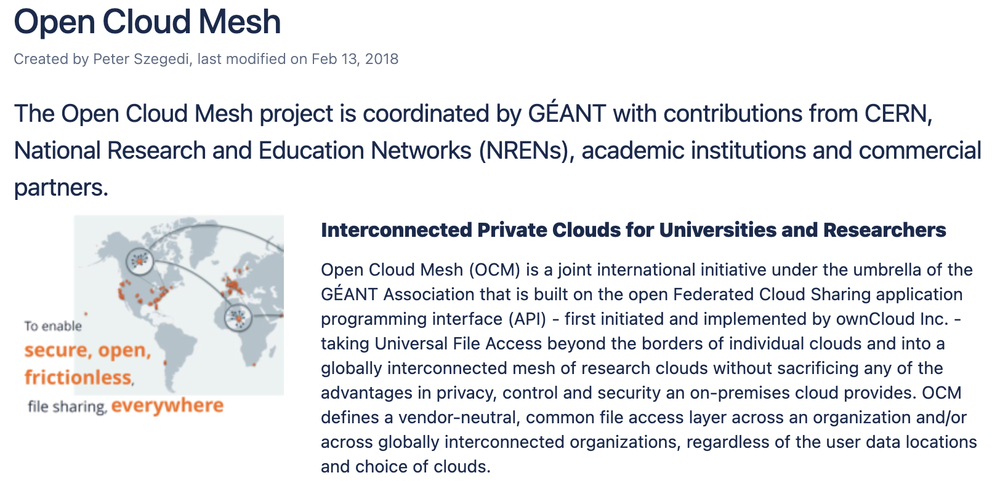 Open Cloud Mesh
Created by Peter Szegedi, last modified on Feb 13, 2018
The Open Cloud Mesh project is coordinated by GÉANT with contributions from CERN,
National Research and Education Networks (NRENs), academic institutions and commercial
partners.
To enable
secure, open,
frictionless,
file sharing, everywhere
Interconnected Private Clouds for Universities and Researchers
Open Cloud Mesh (OCM) is a joint international initiative under the umbrella of the
GÉANT Association that is built on the open Federated Cloud Sharing application
programming interface (API) - first initiated and implemented by ownCloud Inc. -
taking Universal File Access beyond the borders of individual clouds and into a
globally interconnected mesh of research clouds without sacrificing any of the
advantages in privacy, control and security an on-premises cloud provides. OCM
defines a vendor-neutral, common file access layer across an organization and/or
across globally interconnected organizations, regardless of the user data locations
and choice of clouds.